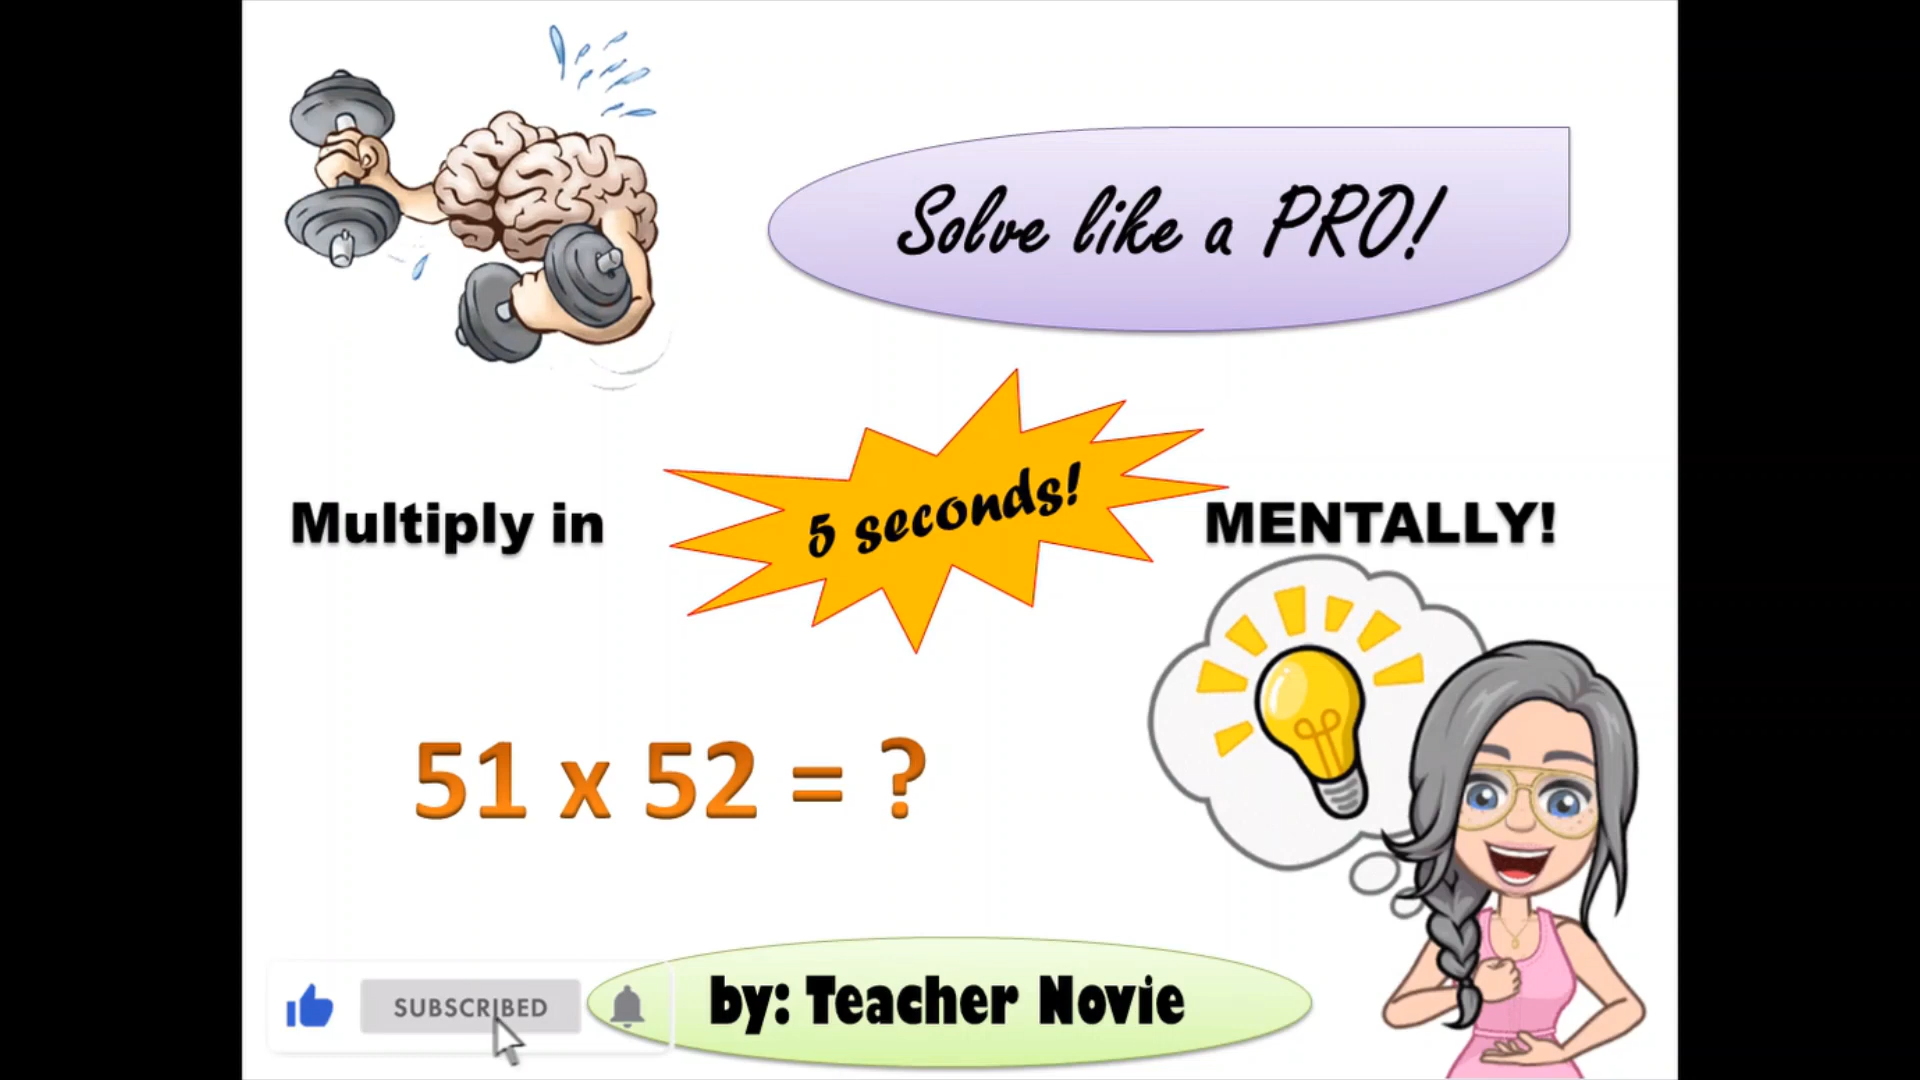 Solve like a PRO!
Multiply in
5 seconds!
MENTALLY!
51 x 52 = ?
by: Teacher Novie
SUBSCRIBED